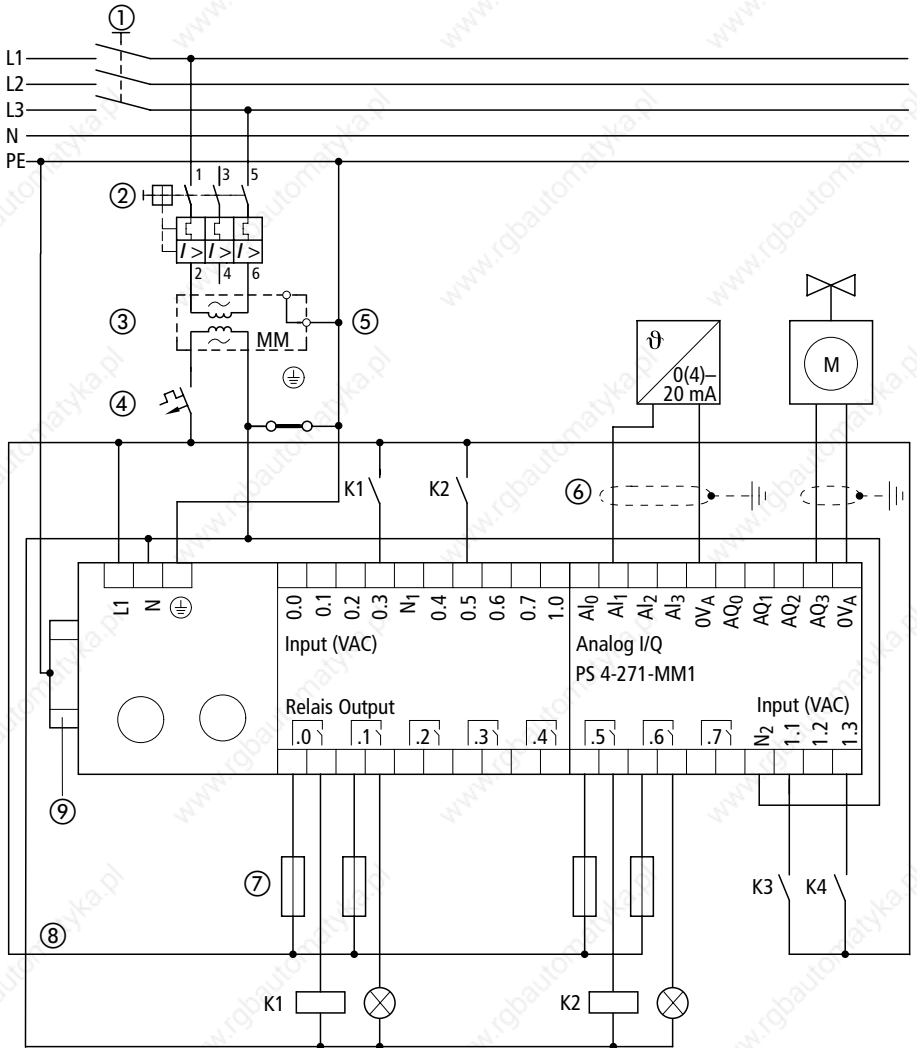 ①
L1
L2
L3
N
PE
1 3 5
②
I > I > I >
2 4 6
③ MM ⑤
ϑ
0(4)–
20 mA
M
④
K1 K2 ⑥
L1 N
0.0 0.1 0.2 0.3 N1 0.4 0.5 0.6 0.7 1.0
AI0 AI1 AI2 AI3 0VA AQ0 AQ1 AQ2 AQ3 0VA
Input (VAC)
Analog I/Q
PS 4-271-MM1
Relais Output
Input (VAC)
.0 .1 .2 .3 .4 .5 .6 .7
N2 1.1 1.2 1.3
⑨
⑦
K3 K4
⑧
K1 K2
www.rgbautomatyka.pl